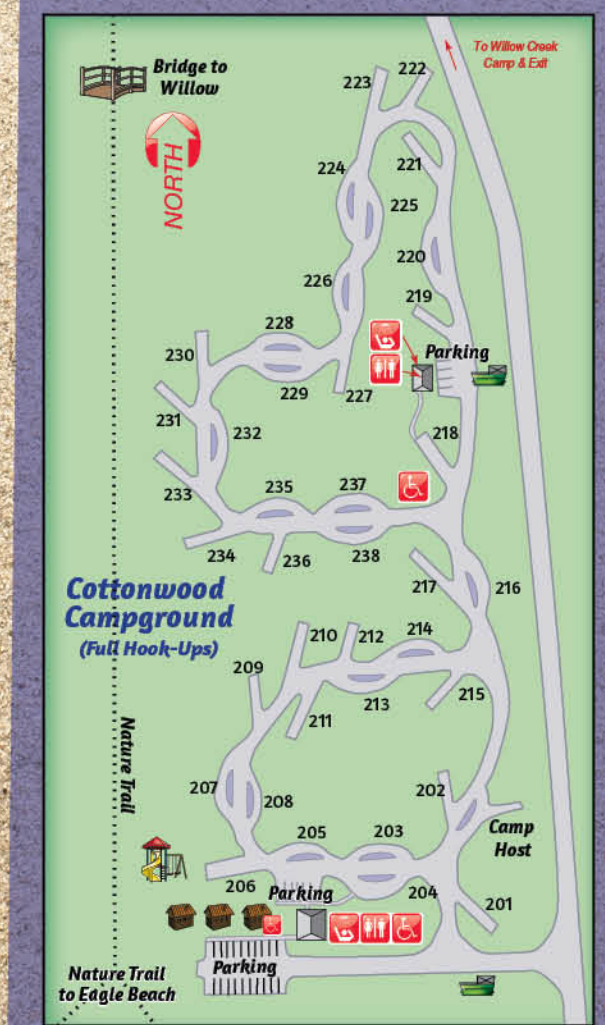 To Willow Creek
Camp & Exit
Bridge to
Willow
NORTH
222
223
221
224
225
220
226
219
228
Parking
230
229
227
231
232
218
233
235
237
234
236
238
Cottonwood
Campground
(Full Hook-Ups)
217
216
210
212
214
209
215
213
211
Nature Trail
207
208
202
Camp
Host
205
203
206
Parking
204
201
Parking
Nature Trail
to Eagle Beach